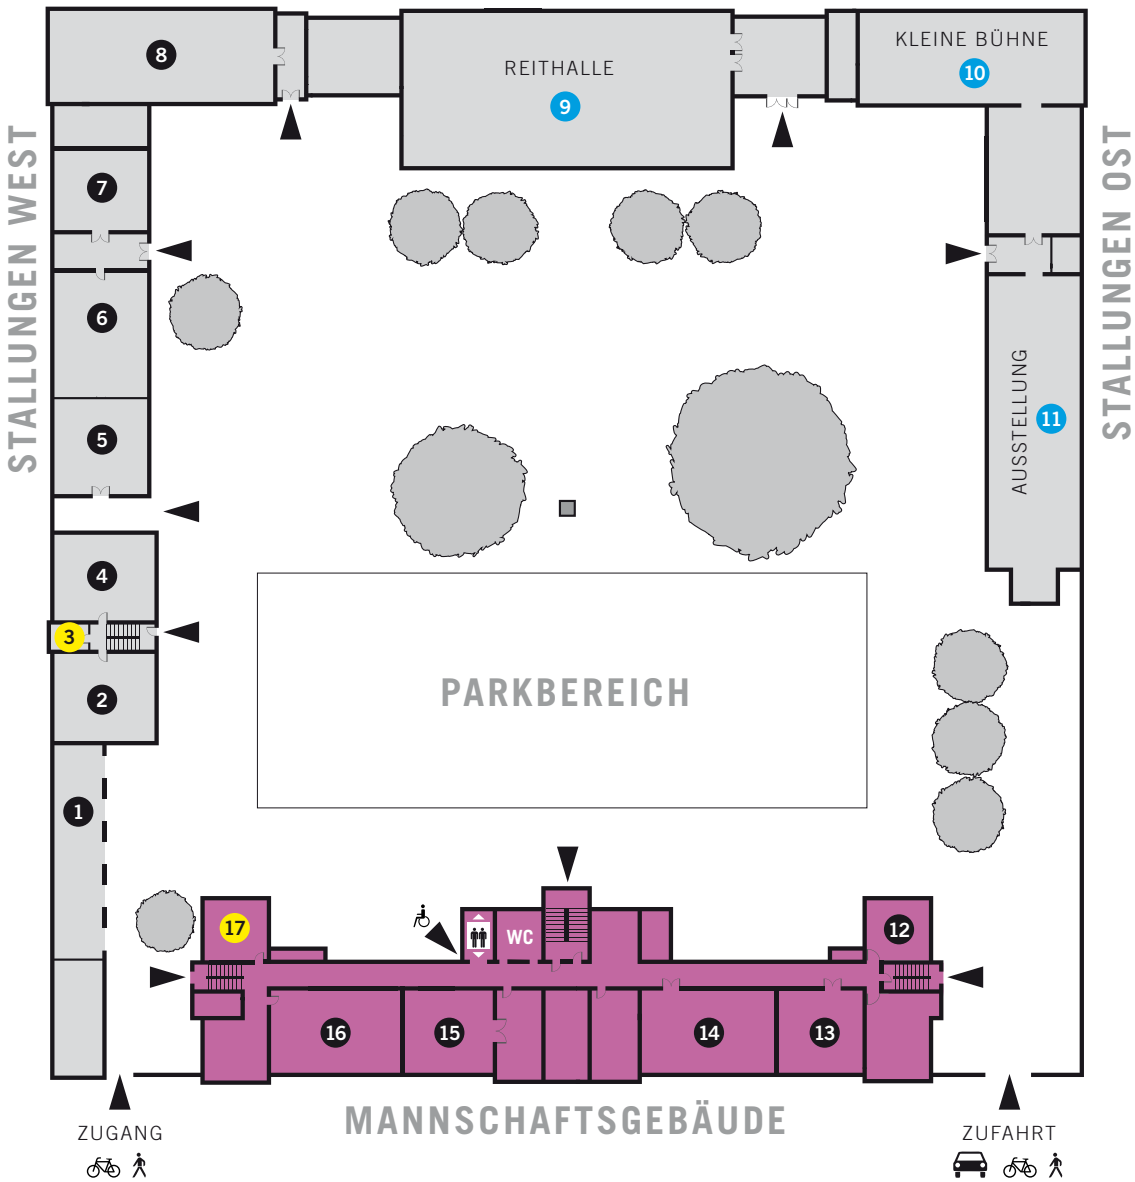 8
REITHALLE
9
KLEINE BÜHNE
10
STALLUNGEN WEST
STALLUNGEN OST
7
6
5
AUSSTELLUNG
11
4
3
2
PARKBEREICH
1
17
WC
12
16
15
14
13
MANNSCHAFTSGEBÄUDE
ZUGANG
ZUFAHRT